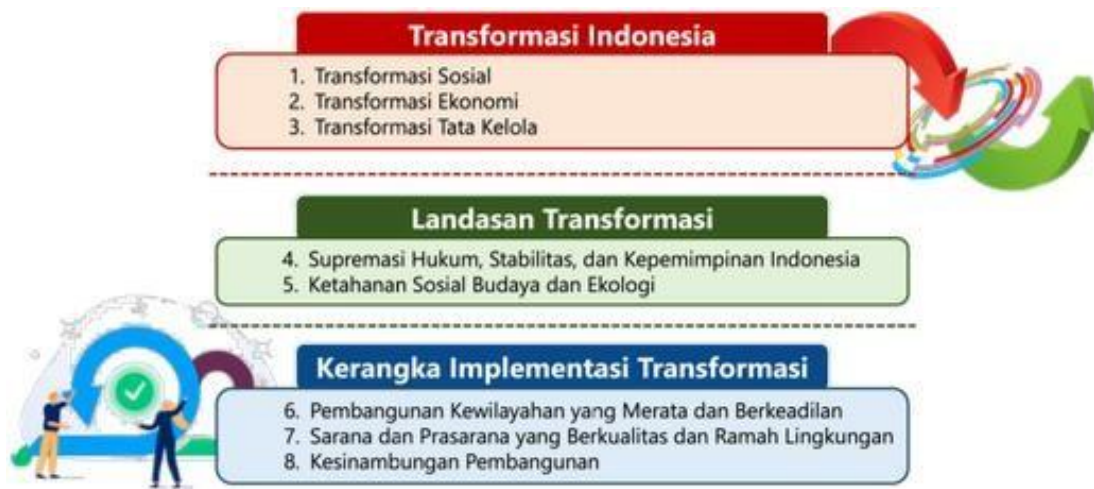 Transformasi Indonesia
1. Transformasi Sosial
2. Transformasi Ekonomi
3. Transformasi Tata Kelola
Landasan Transformasi
4. Supremasi Hukum, Stabilitas, dan Kepemimpinan Indonesia
5. Ketahanan Sosial Budaya dan Ekologi
Kerangka Implementasi Transformasi
6. Pembangunan Kewilayahan yang Merata dan Berkeadilan
7. Sarana dan Prasarana yang Berkualitas dan Ramah Lingkungan
8. Kesinambungan Pembangunan